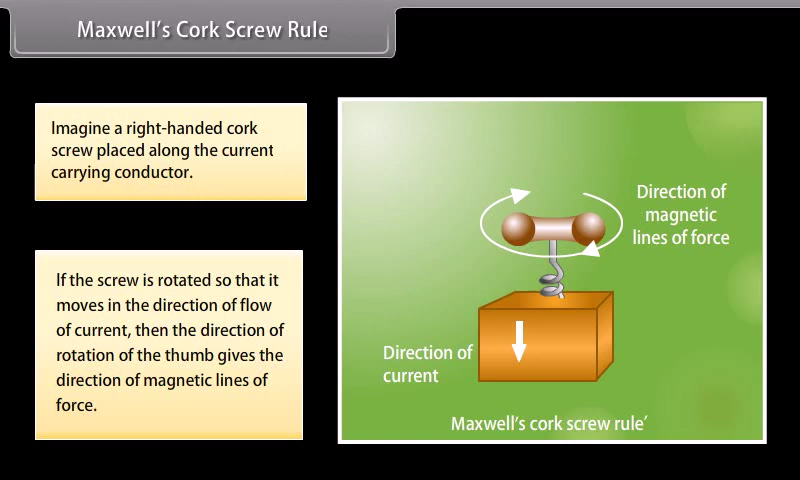 Maxwell's Cork Screw Rule
Imagine a right-handed cork
screw placed along the current
carrying conductor.
If the screw is rotated so that it
moves in the direction of flow
of current, then the direction of
rotation of the thumb gives the
direction of magnetic lines of
force.
Direction of
magnetic
lines of force
Direction of
current
Maxwell's cork screw rule′